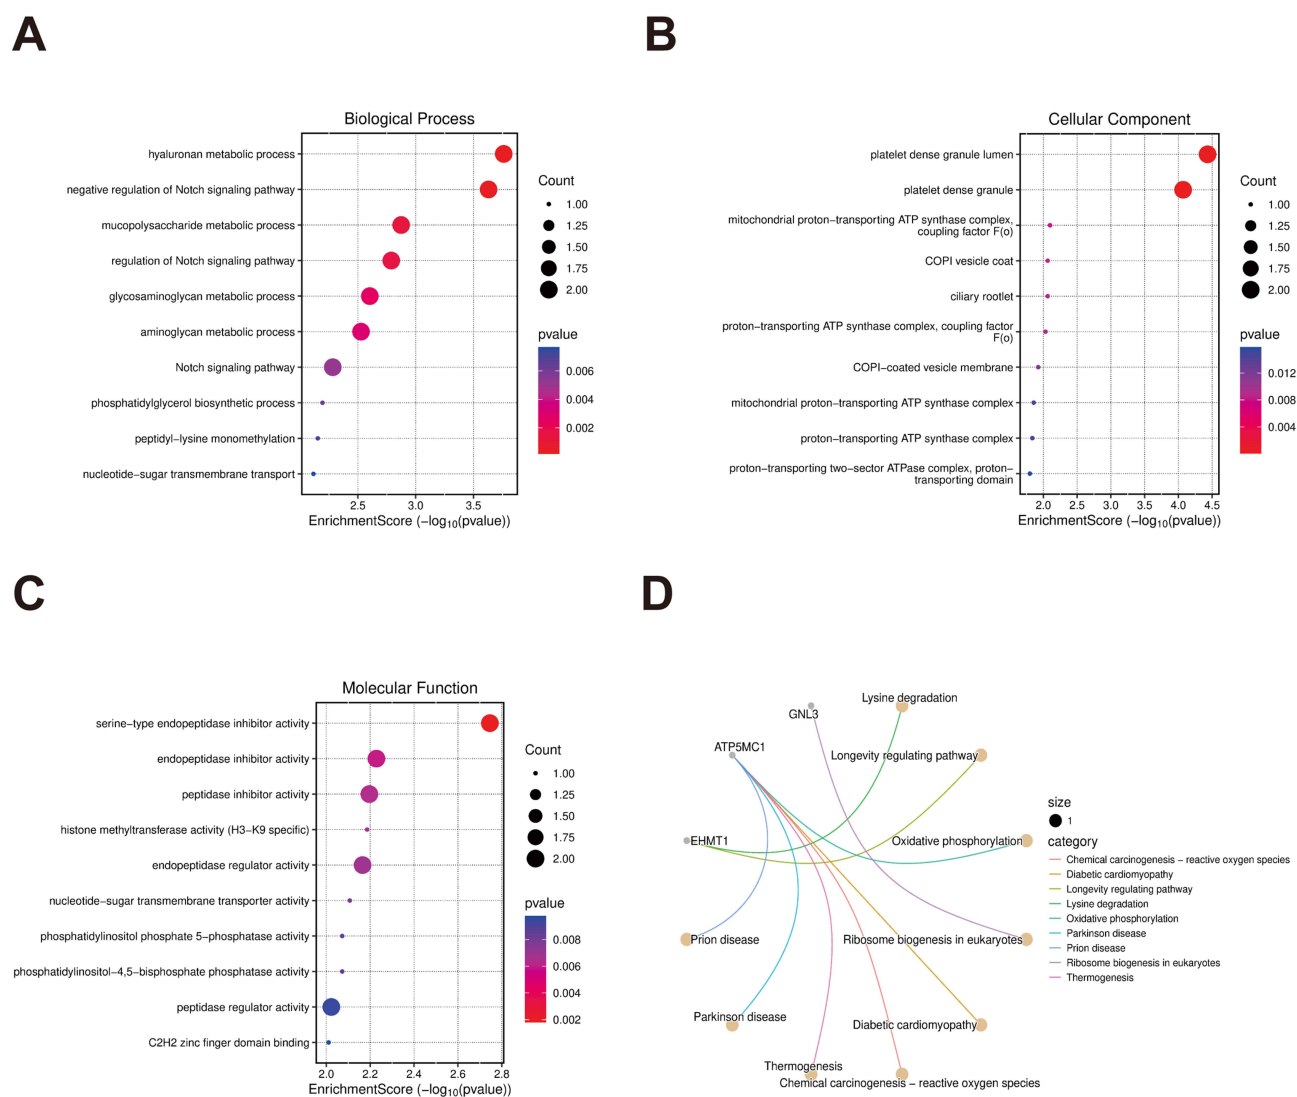 A
Biological Process
hyaluronan metabolic process
negative regulation of Notch signaling pathway
mucopolysaccharide metabolic process
regulation of Notch signaling pathway
glycosaminoglycan metabolic process
aminoglycan metabolic process
Notch signaling pathway
phosphatidylglycerol biosynthetic process
peptidyl−lysine monomethylation
nucleotide−sugar transmembrane transport
2.5 3.0 3.5
EnrichmentScore (−log10(pvalue))
Count
1.00
1.25
1.50
1.75
2.00
pvalue
0.006
0.004
0.002
B
Cellular Component
platelet dense granule lumen
platelet dense granule
mitochondrial proton−transporting ATP synthase complex,
coupling factor F(o)
COPI vesicle coat
ciliary rootlet
proton−transporting ATP synthase complex, coupling factor
F(o)
COPI−coated vesicle membrane
mitochondrial proton−transporting ATP synthase complex
proton−transporting ATP synthase complex
proton−transporting two−sector ATPase complex, proton−
transporting domain
2.0 2.5 3.0 3.5 4.0 4.5
EnrichmentScore (−log10(pvalue))
Count
1.00
1.25
1.50
1.75
2.00
pvalue
0.012
0.008
0.004
C
Molecular Function
serine−type endopeptidase inhibitor activity
endopeptidase inhibitor activity
peptidase inhibitor activity
histone methyltransferase activity (H3−K9 specific)
endopeptidase regulator activity
nucleotide−sugar transmembrane transporter activity
phosphatidylinositol phosphate 5−phosphatase activity
phosphatidylinositol−4,5−bisphosphate phosphatase activity
peptidase regulator activity
C2H2 zinc finger domain binding
2.0 2.2 2.4 2.6 2.8
EnrichmentScore (−log10(pvalue))
Count
1.00
1.25
1.50
1.75
2.00
pvalue
0.008
0.006
0.004
0.002
D
Lysine degradation
GNL3
ATP5MC1
Longevity regulating pathway
EHMT1
Oxidative phosphorylation
Prion disease
Ribosome biogenesis in eukaryotes
Parkinson disease
Diabetic cardiomyopathy
Thermogenesis
Chemical carcinogenesis − reactive oxygen species
size
1
category
Chemical carcinogenesis − reactive oxygen species
Diabetic cardiomyopathy
Longevity regulating pathway
Lysine degradation
Oxidative phosphorylation
Parkinson disease
Prion disease
Ribosome biogenesis in eukaryotes
Thermogenesis